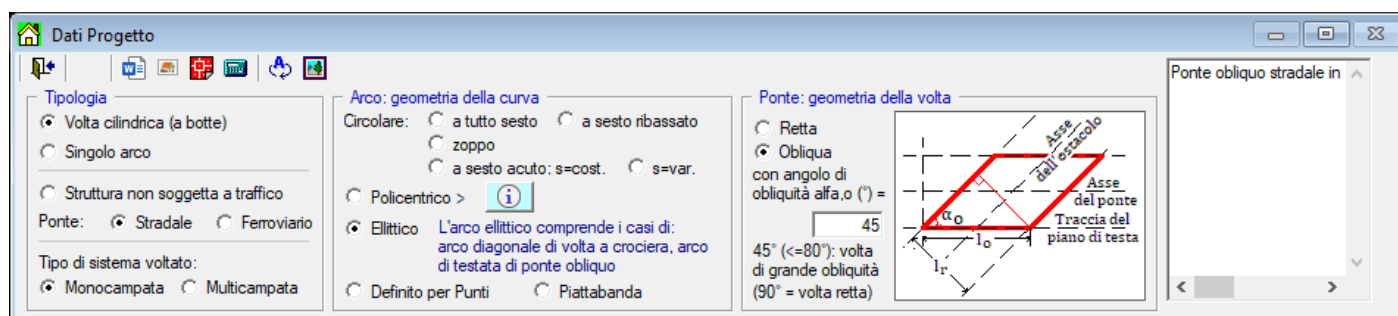 Dati Progetto
Tipologia
Volta cilindrica (a botte)
Singolo arco
Struttura non soggetta a traffico
Ponte: Stradale Ferroviario
Tipo di sistema voltato:
Monocampata Multicampata
Arco: geometria della curva
Circolare: a tutto sesto a sesto ribassato
zoppo
a sesto acuto: s=cost. s=var.
Policentrico >
Ellittico L'arco ellittico comprende i casi di:
arco diagonale di volta a crociera, arco
di testata di ponte obliquo
Definito per Punti Piattabanda
Ponte: geometria della volta
Retta
Obliqua
con angolo di
obliquità alfa,o (°) =
45
45° (<=80°): volta
di grande obliquità
(90° = volta retta)
Asse
dell'ostacolo
Asse
del ponte
Traccia del
piano di testa
αo
lo
lr
Ponte obliquo stradale in